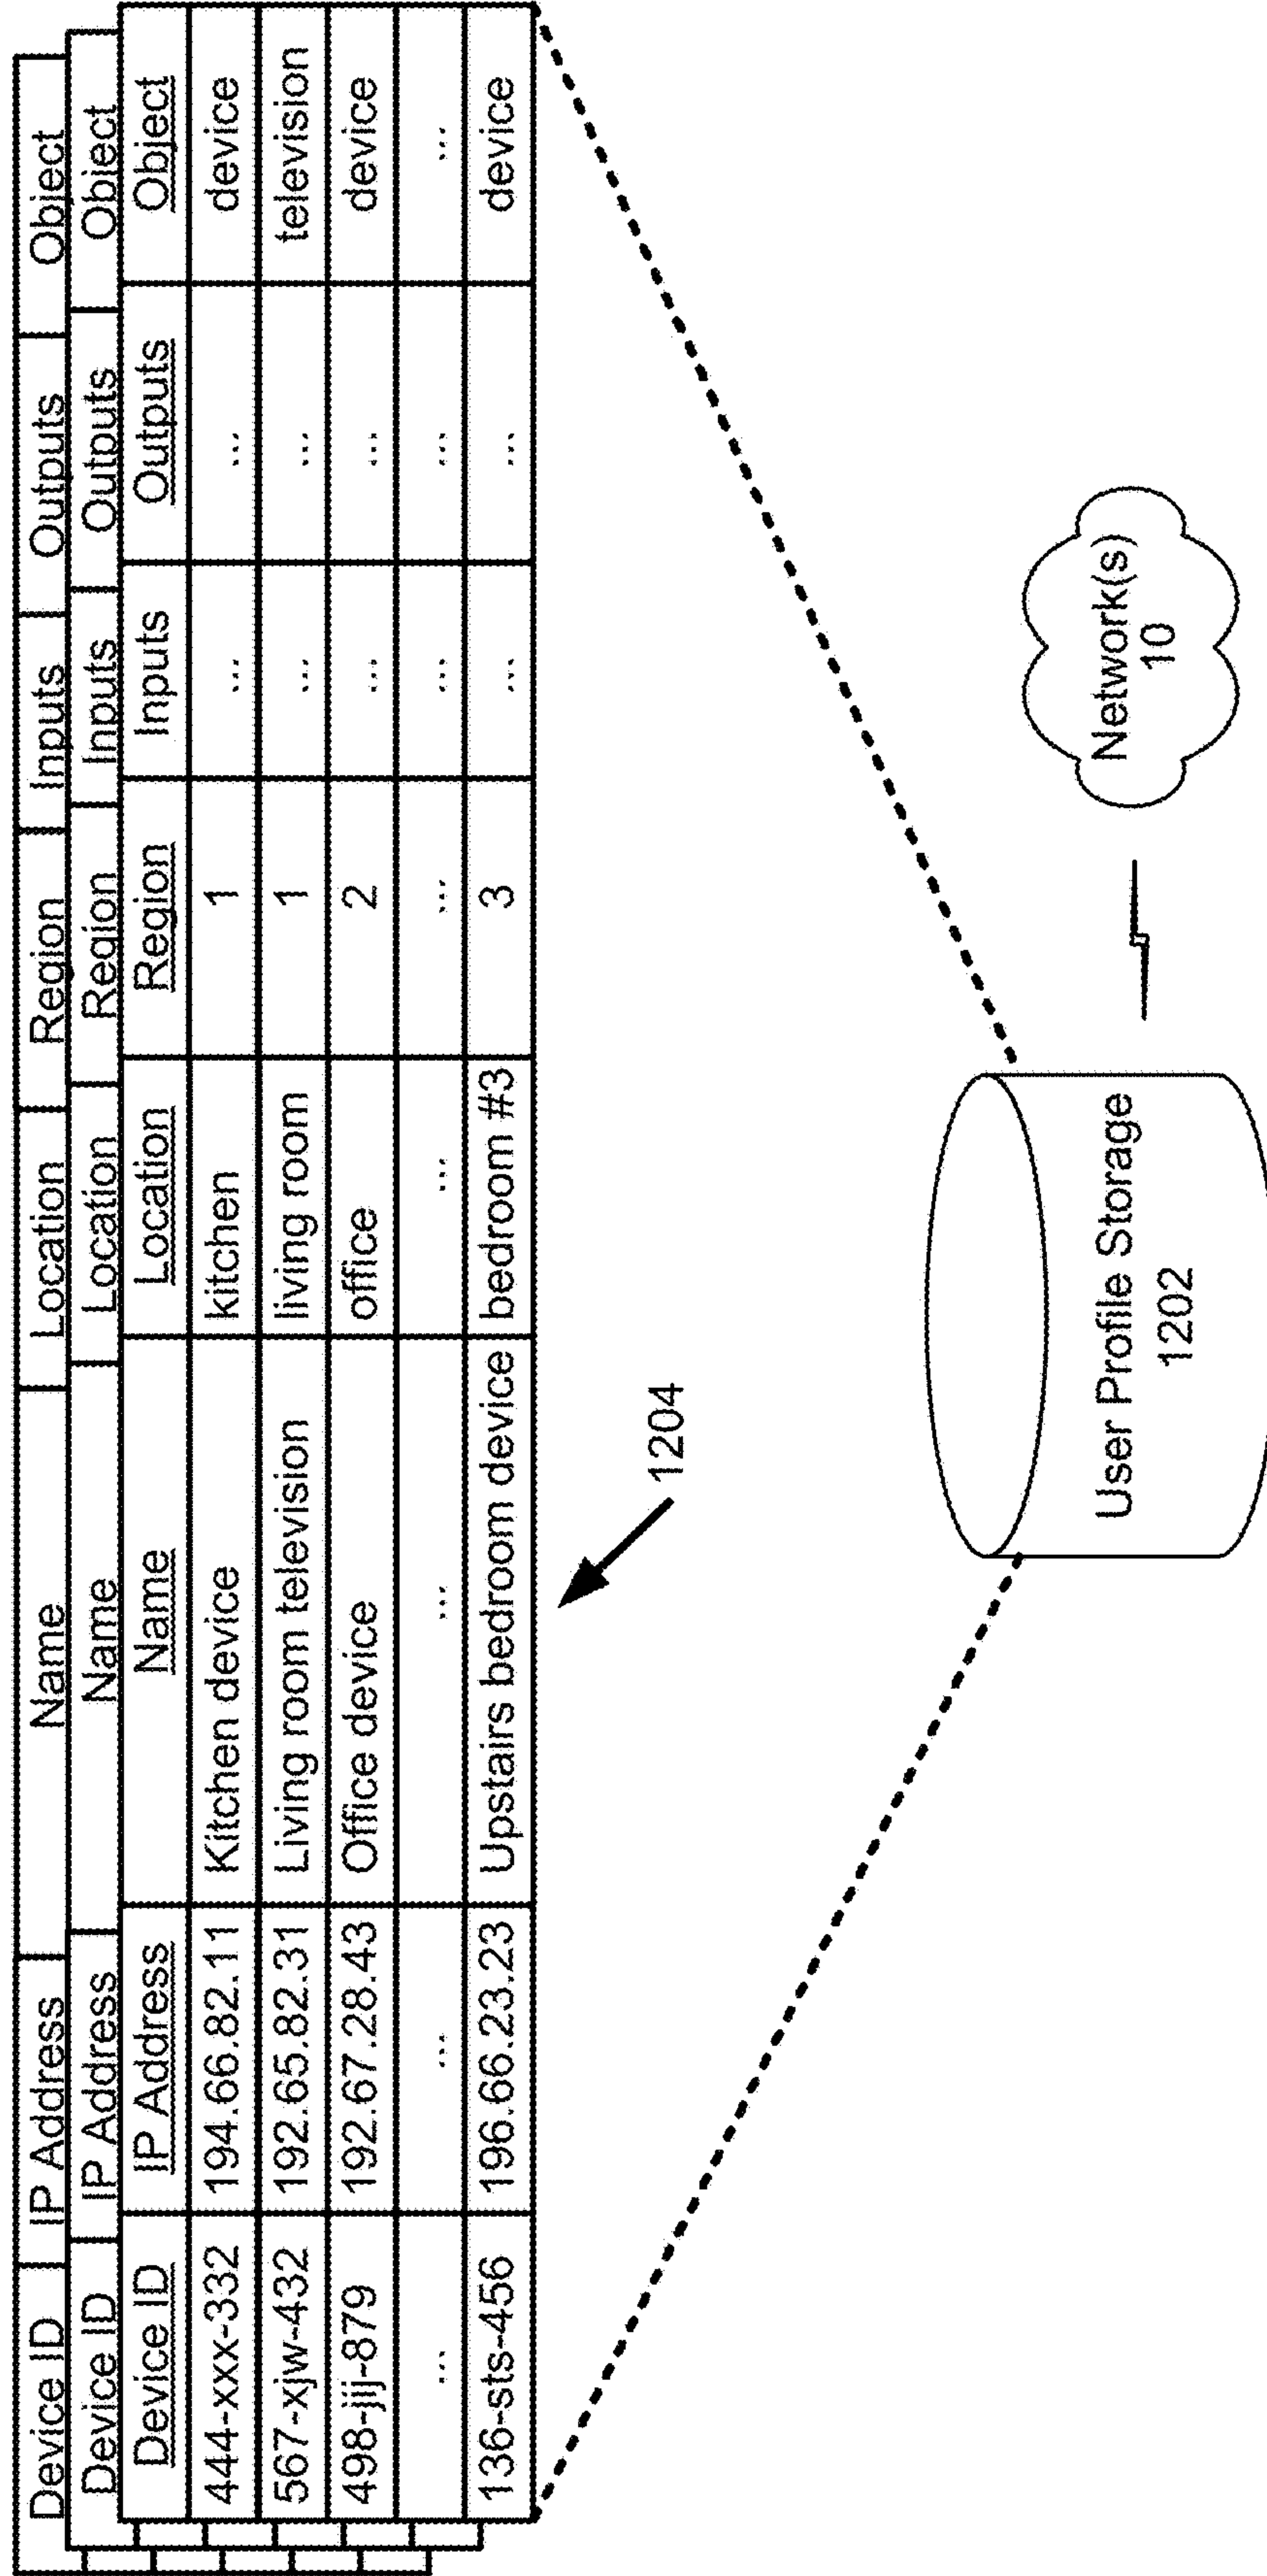 Device ID IP Address Name Location Region Inputs Outputs Object
Device ID IP Address Name Location Region Inputs Outputs Object
Device ID IP Address Name Location Region Inputs Outputs Object
444-xxx-332 194.66.82.11 Kitchen device kitchen 1 ... ... device
567-xjw-432 192.65.82.31 Living room television living room 1 ... ... television
498-jij-879 192.67.28.43 Office device office 2 ... ... device
... ... ... ... ... ... ... ...
136-sts-456 196.66.23.23 Upstairs bedroom device bedroom #3 3 ... ... device
1204
User Profile Storage
1202
Network(s)
10